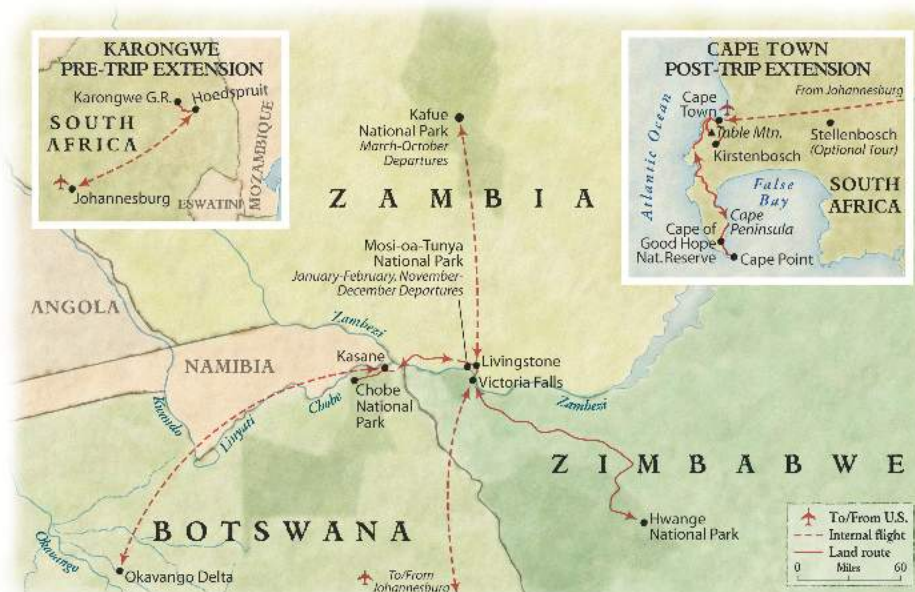 KARONGWE
PRE-TRIP EXTENSION
Karongwe G.R.
Hoedspruit
SOUTH
AFRICA
MOZAMBIQUE
Johannesburg
ESWATINI
CAPE TOWN
POST-TRIP EXTENSION
From Johannesburg
Cape
Town
Table Mtn.
Kirstenbosch
Stellenbosch
(Optional Tour)
Atlantic Ocean
False
Bay
SOUTH
AFRICA
Cape
Peninsula
Cape of
Good Hope
Nat. Reserve
Cape Point
Kafue
National Park
March-October
Departures
ZAMBIA
Mosi-oa-Tunya
National Park
January-February, November-
December Departures
ANGOLA
NAMIBIA
Zambezi
Kasane
Livingstone
Victoria Falls
Chobe
National
Park
Chobe
Zambezi
Kwando
Linyati
ZIMBABWE
Hwange
National Park
BOTSWANA
Okavango
Okavango Delta
To/From
Johannesburg
To/From U.S.
Internal flight
Land route
0 Miles 60